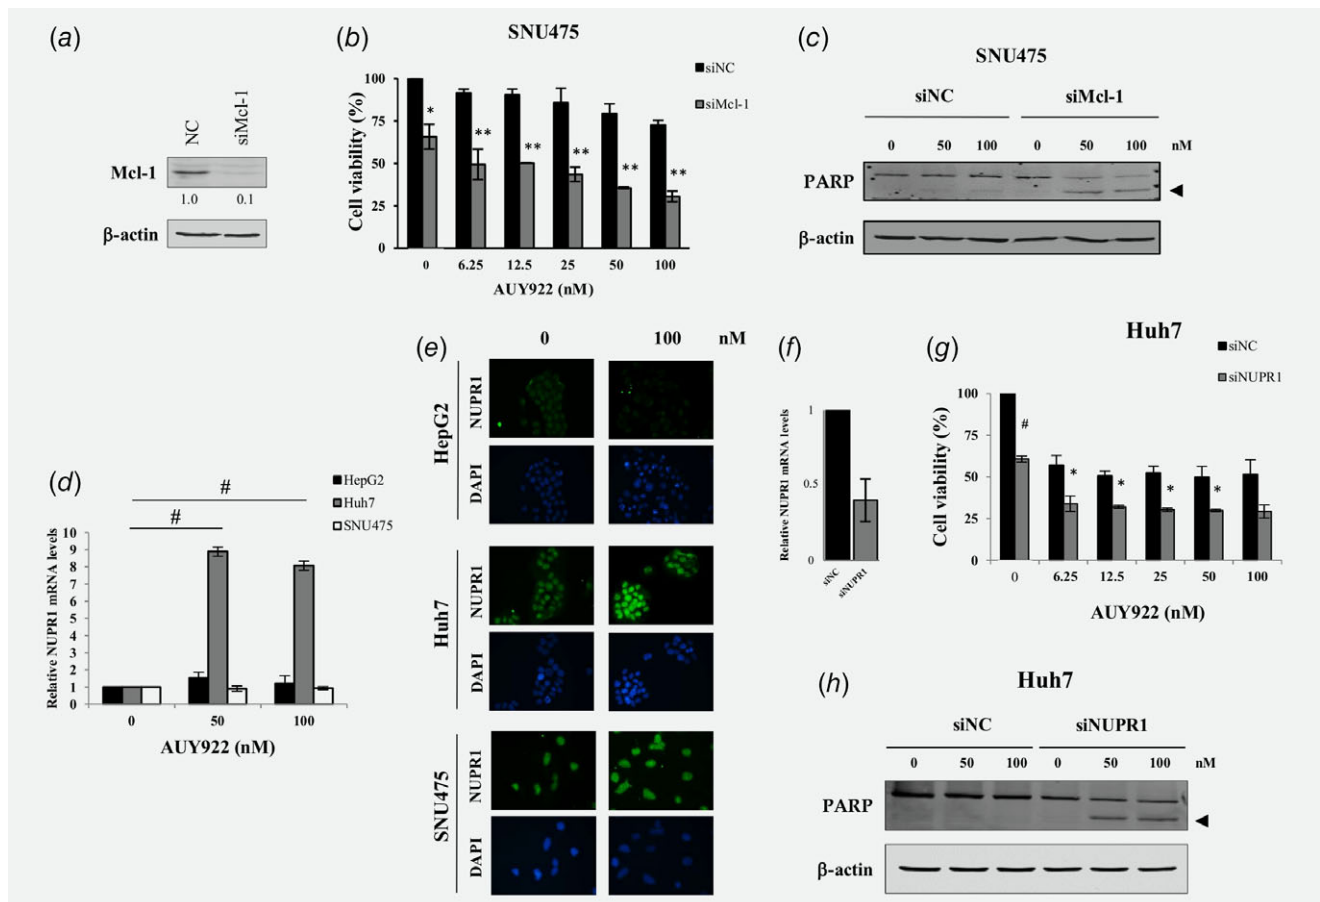 (a)
NC
siMcl-1
Mcl-1
1.0 0.1
β-actin
(b)
SNU475
siNC
siMcl-1
Cell viability (%)
100
75
50
25
0
*
**
**
**
**
**
0 6.25 12.5 25 50 100
AUY922 (nM)
(c)
SNU475
siNC siMcl-1
0 50 100 0 50 100 nM
PARP
β-actin
(d)
#
#
HepG2
Huh7
SNU475
Relative NUPR1 mRNA levels
10
9
8
7
6
5
4
3
2
1
0
0 50 100
AUY922 (nM)
(e)
0 100 nM
HepG2
NUPR1
DAPI
Huh7
NUPR1
DAPI
SNU475
NUPR1
DAPI
(f)
Relative NUPR1 mRNA levels
1
0.5
0
siNC
siNUPR1
(g)
Huh7
siNC
siNUPR1
Cell viability (%)
100
75
50
25
0
#
*
*
*
*
0 6.25 12.5 25 50 100
AUY922 (nM)
(h)
Huh7
siNC siNUPR1
0 50 100 0 50 100 nM
PARP
β-actin